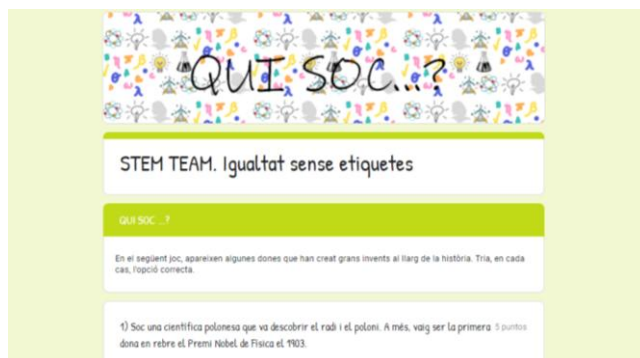 QUI SOC...?
STEM TEAM. Igualtat sense etiquetes
QUI SOC ...?
En el següent joc, apareixen algunes dones que han creat grans invents al llarg de la història. Tria, en cada
cas, l'opció correcta.
1) Soc una científica polonesa que va descobrir el radi i el poloni. A més, vaig ser la primera 5 puntos
dona en rebre el Premi Nobel de Física el 1903.